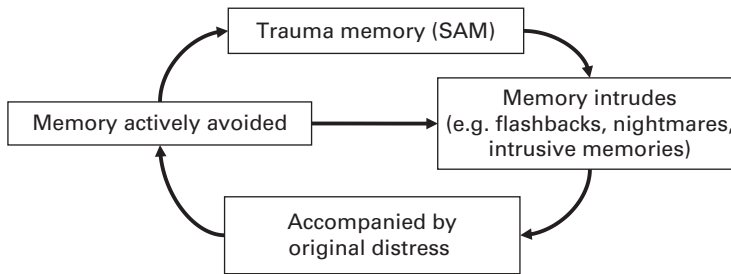 Trauma memory (SAM)
Memory intrudes
(e.g. flashbacks, nightmares,
intrusive memories)
Memory actively avoided
Accompanied by
original distress